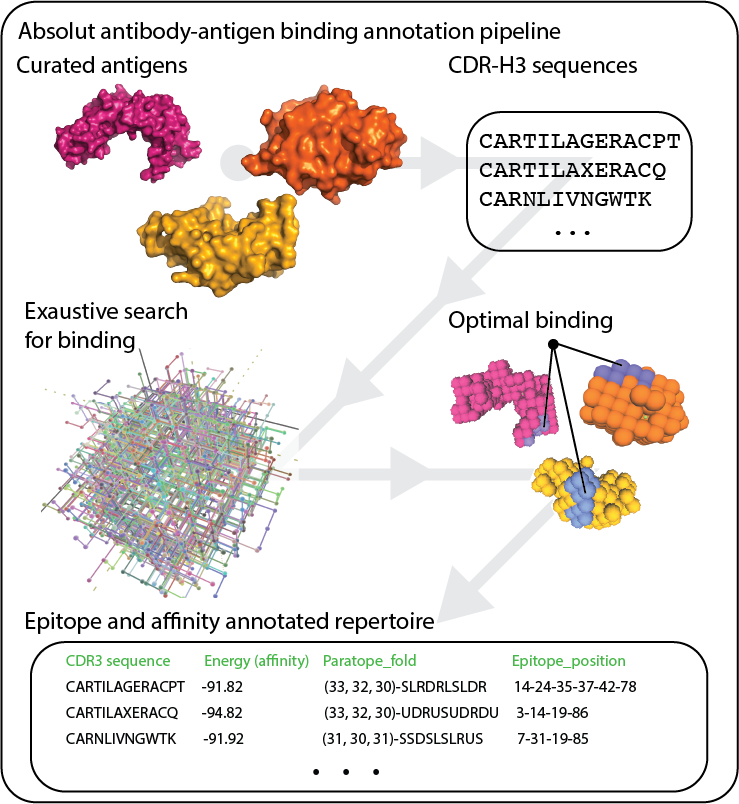 Absolut antibody-antigen binding annotation pipeline
Curated antigens
CDR-H3 sequences
CARTILAGERACPT
CARTILAXERACQ
CARNLIVNGWTK
...
Exaustive search
for binding
Optimal binding
Epitope and affinity annotated repertoire
CDR3 sequence Energy (affinity) Paratope_fold Epitope_position
CARTILAGERACPT -91.82 (33, 32, 30)-SLRDRLSLDR 14-24-35-37-42-78
CARTILAXERACQ -94.82 (33, 32, 30)-UDRUSUDRDU 3-14-19-86
CARNLIVNGWTK -91.92 (31, 30, 31)-SSDSLSLRUS 7-31-19-85
. . .